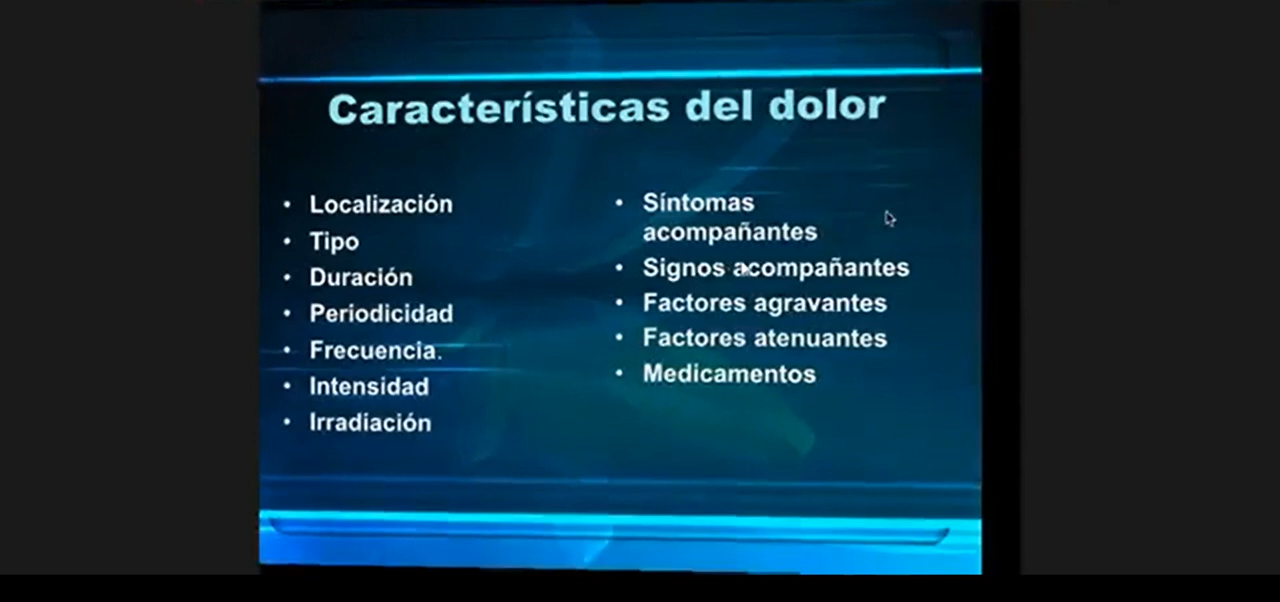 Características del dolor
Localización
Tipo
Duración
Periodicidad
Frecuencia.
Intensidad
Irradiación
Síntomas
acompañantes
Signos acompañantes
Factores agravantes
Factores atenuantes
Medicamentos